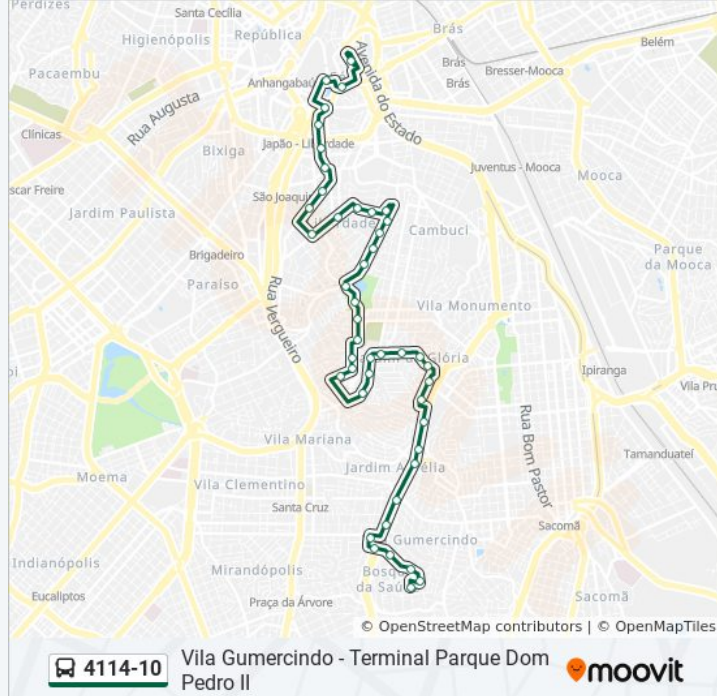 Perdizes
Santa Cecília
Brás
Higienópolis
República
Belém
Pacaembu
Brás
Brás
Bresser-Mooca
Anhangabaú
Avenida do Estado
Rua Augusta
Clínicas
Bixiga
Japão - Liberdade
Juventus - Mooca
Mooca
scar Freire
São Joaquim
Jardim Paulista
Liberdade
Cambuci
Brigadeiro
Parque
da Mooca
Paraíso
Rua Vergueiro
Vila Monumento
Jardim da Glória
Ipiranga
Vila Pru
Rua Bom Pastor
Vila Mariana
Tamanduateí
Moema
Jardim Aurélia
Vila Clementino
Santa Cruz
Sacomã
Gumercindo
Indianópolis
Mirandópolis
Bosque
da Saúde
Eucaliptos
Praça da Árvore
Sacomã
© OpenStreetMap contributors | © OpenMapTiles
4114-10
Vila Gumercindo - Terminal Parque Dom
Pedro II
moovit